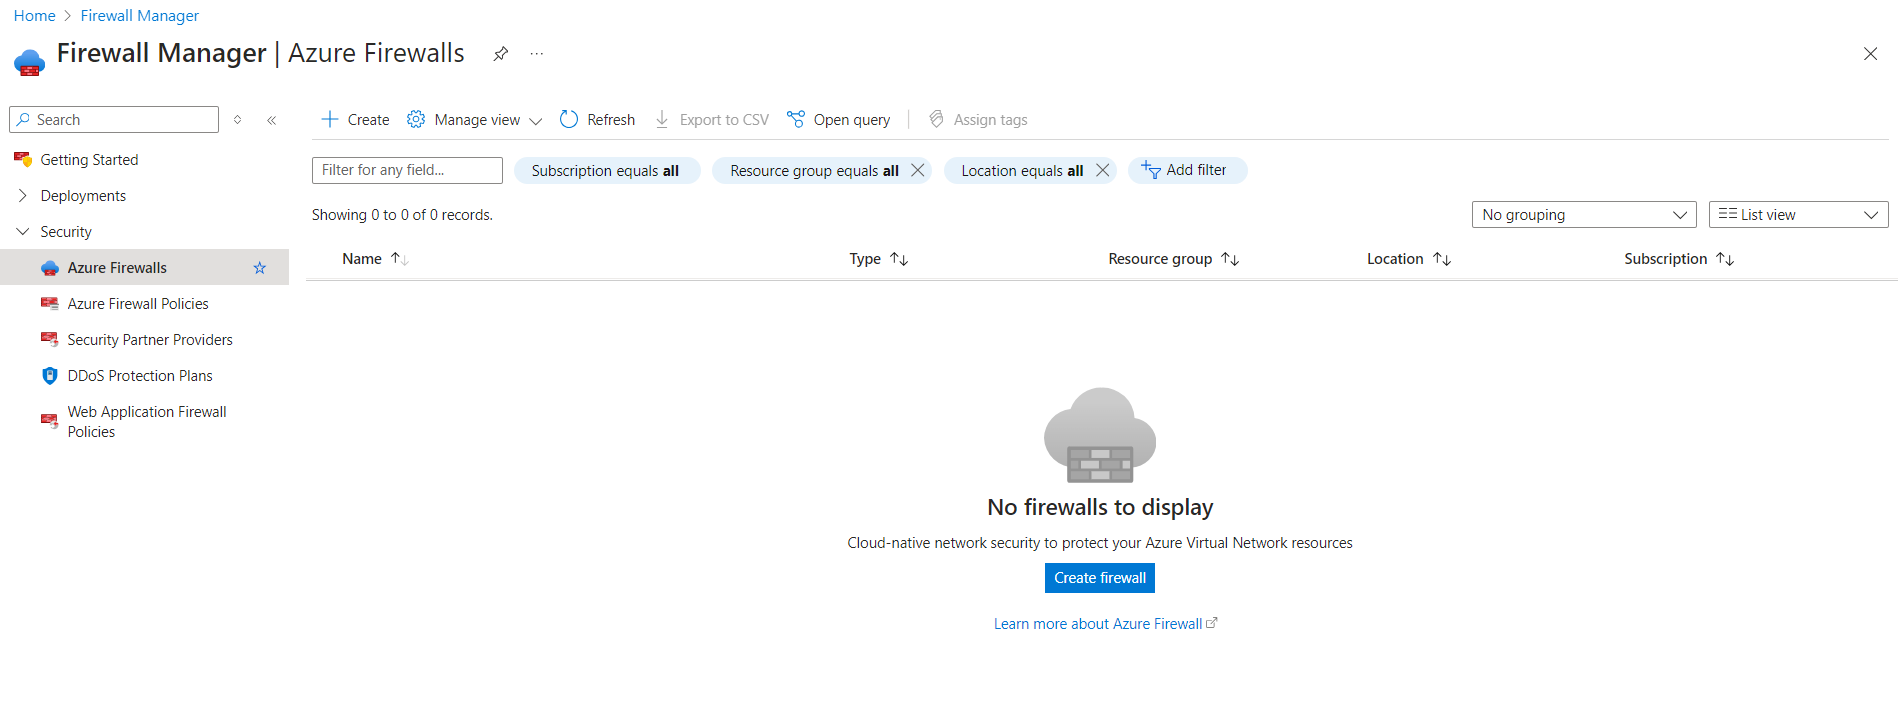 Home > Firewall Manager
Firewall Manager | Azure Firewalls ...
Search
Getting Started
Deployments
Security
Azure Firewalls
Azure Firewall Policies
Security Partner Providers
DDoS Protection Plans
Web Application Firewall
Policies
Create Manage view Refresh Export to CSV Open query Assign tags
Filter for any field... Subscription equals all Resource group equals all Location equals all Add filter
Showing 0 to 0 of 0 records. No grouping List view
Name Type Resource group Location Subscription
No firewalls to display
Cloud-native network security to protect your Azure Virtual Network resources
Create firewall
Learn more about Azure Firewall